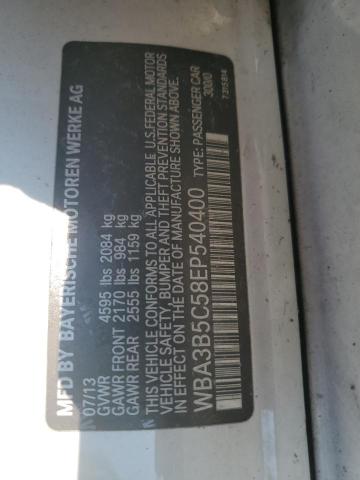 MFD BY BAYERISCHE MOTOREN WERKE AG
07/13
GVWR 4595 lbs 2084 kg
GAWR FRONT 2170 lbs 984 kg
GAWR REAR 2555 lbs 1159 kg
THIS VEHICLE CONFORMS TO ALL APPLICABLE U.S. FEDERAL MOTOR
VEHICLE SAFETY, BUMPER AND THEFT PREVENTION STANDARDS
IN EFFECT ON THE DATE OF MANUFACTURE SHOWN ABOVE.
WBA3B5C58EP540400 TYPE: PASSENGER CAR
300/0